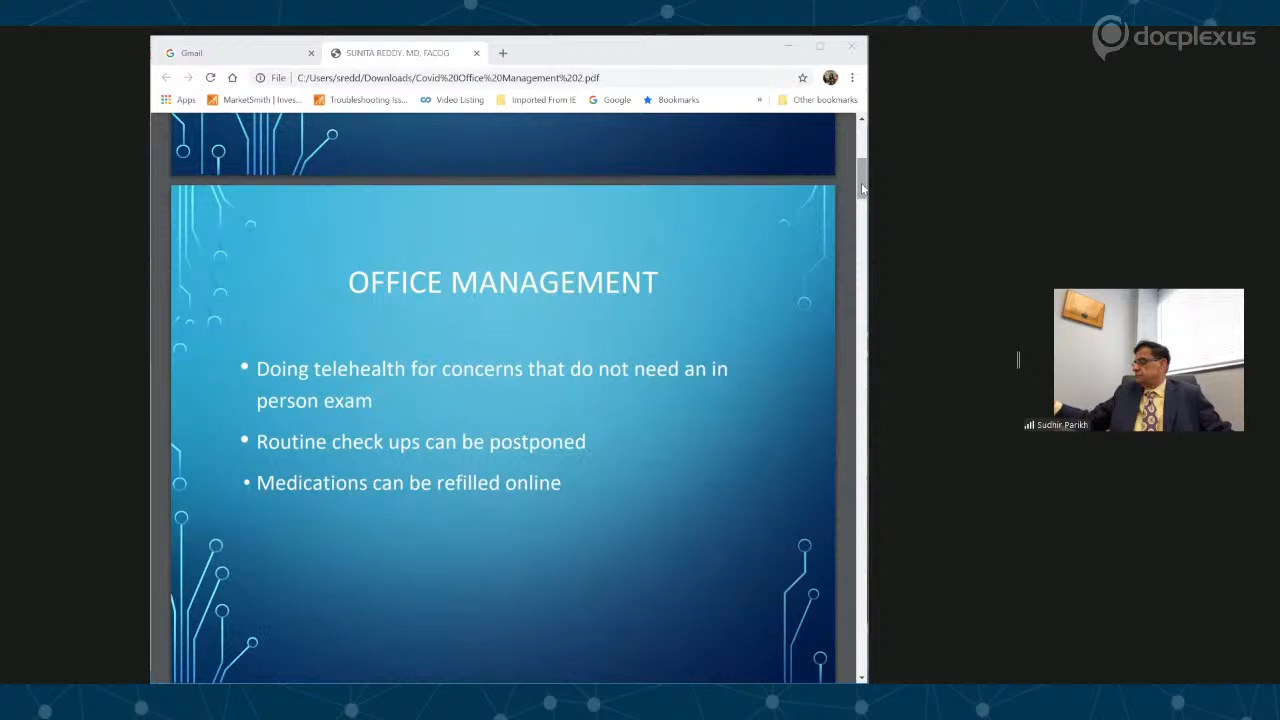 docplexus
Gmail
SUNITA REDDY. MD, FACOG
File
C:/Users/sredd/Downloads/Covid%20Office%20Management%202.pdf
Apps
MarketSmith | Inves...
Troubleshooting Iss...
Video Listing
Imported From IE
Google
Bookmarks
»
Other bookmarks
OFFICE MANAGEMENT
• Doing telehealth for concerns that do not need an in
person exam
• Routine check ups can be postponed
• Medications can be refilled online
Sudhir Parikh